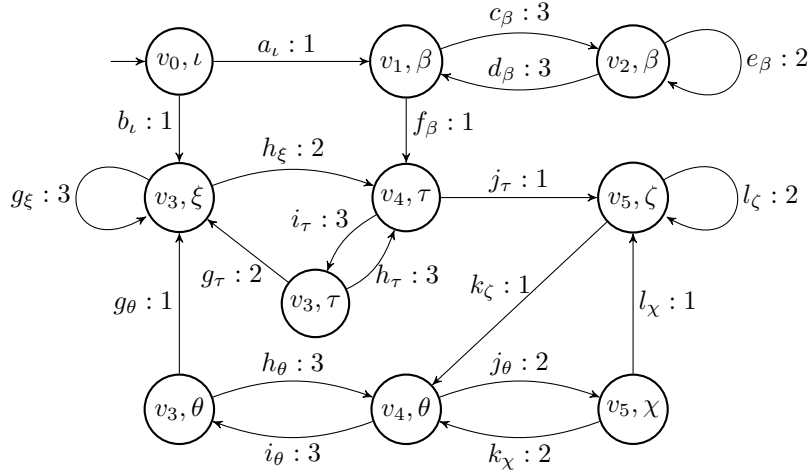 c_β : 3
v_0, ι
a_ι : 1
v_1, β
d_β : 3
v_2, β
e_β : 2
b_ι : 1
f_β : 1
h_ξ : 2
g_ξ : 3
v_3, ξ
v_4, τ
j_τ : 1
v_5, ζ
l_ζ : 2
i_τ : 3
g_τ : 2
h_τ : 3
k_ζ : 1
v_3, τ
g_θ : 1
l_χ : 1
h_θ : 3
j_θ : 2
v_3, θ
v_4, θ
v_5, χ
i_θ : 3
k_χ : 2